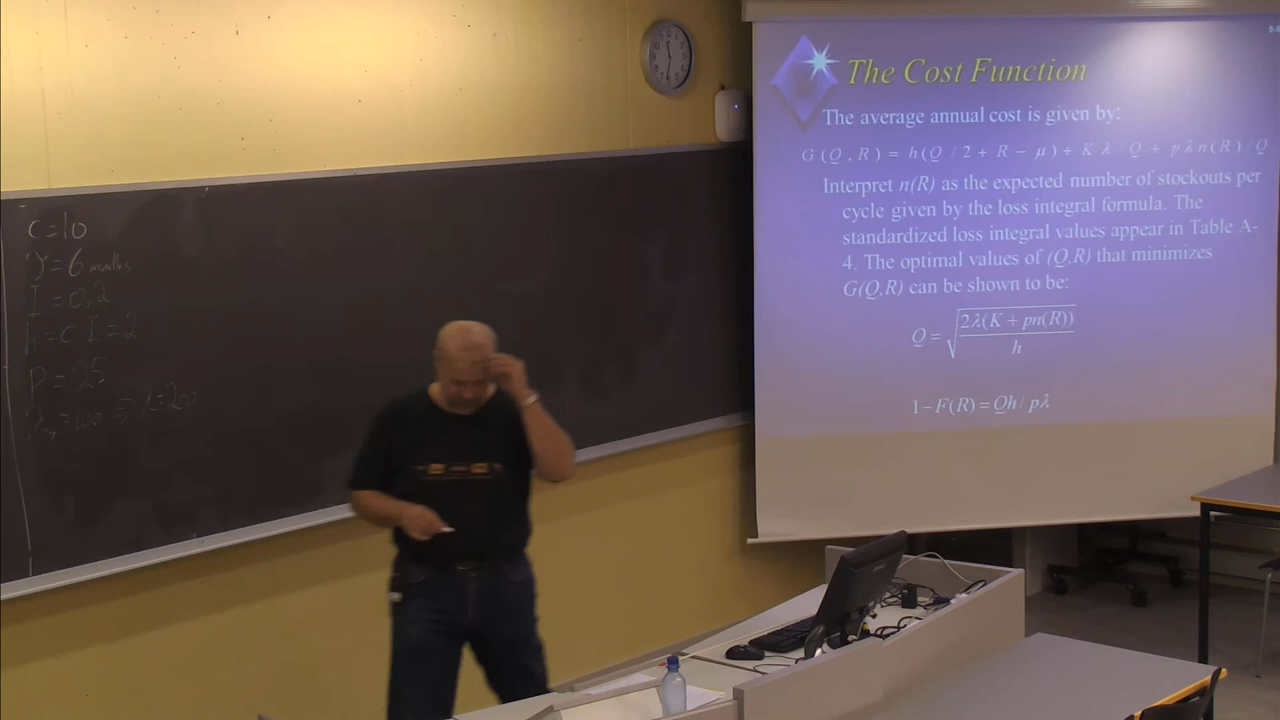 c=10
τ=6 months
I=0,2
h=c I=2
p=25
=100 ⇒ λ=200
The Cost Function
The average annual cost is given by:
G (Q , R ) = h(Q / 2 + R − μ ) + K λ / Q + p λ n(R) / Q .
Interpret n(R) as the expected number of stockouts per
cycle given by the loss integral formula. The
standardized loss integral values appear in Table A-
4. The optimal values of (Q,R) that minimizes
G(Q,R) can be shown to be:
Q = √(2λ(K + pn(R)) / h)
1−F(R) = Qh / pλ